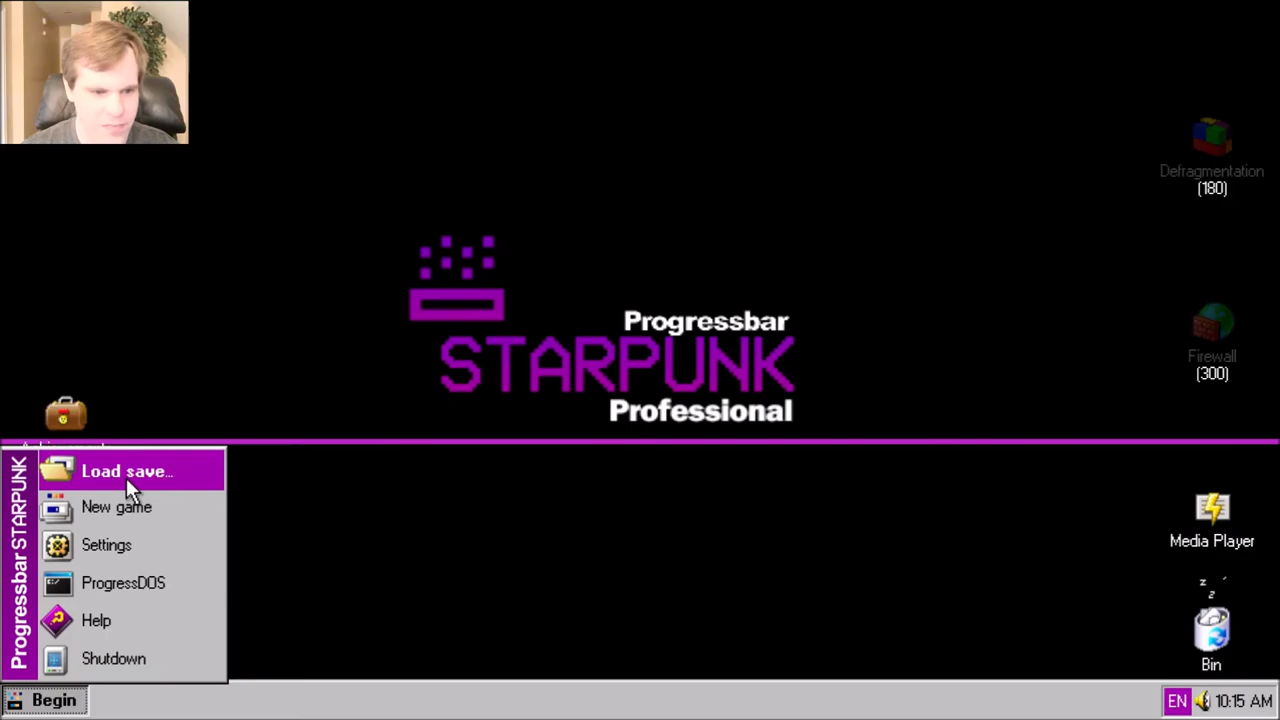 Defragmentation
(180)
Progressbar
STARPUNK
Professional
Firewall
(300)
Achievements
Progressbar STARPUNK
Load save...
New game
Settings
ProgressDOS
Help
Shutdown
Media Player
z
z
Bin
Begin
EN
10:15 AM